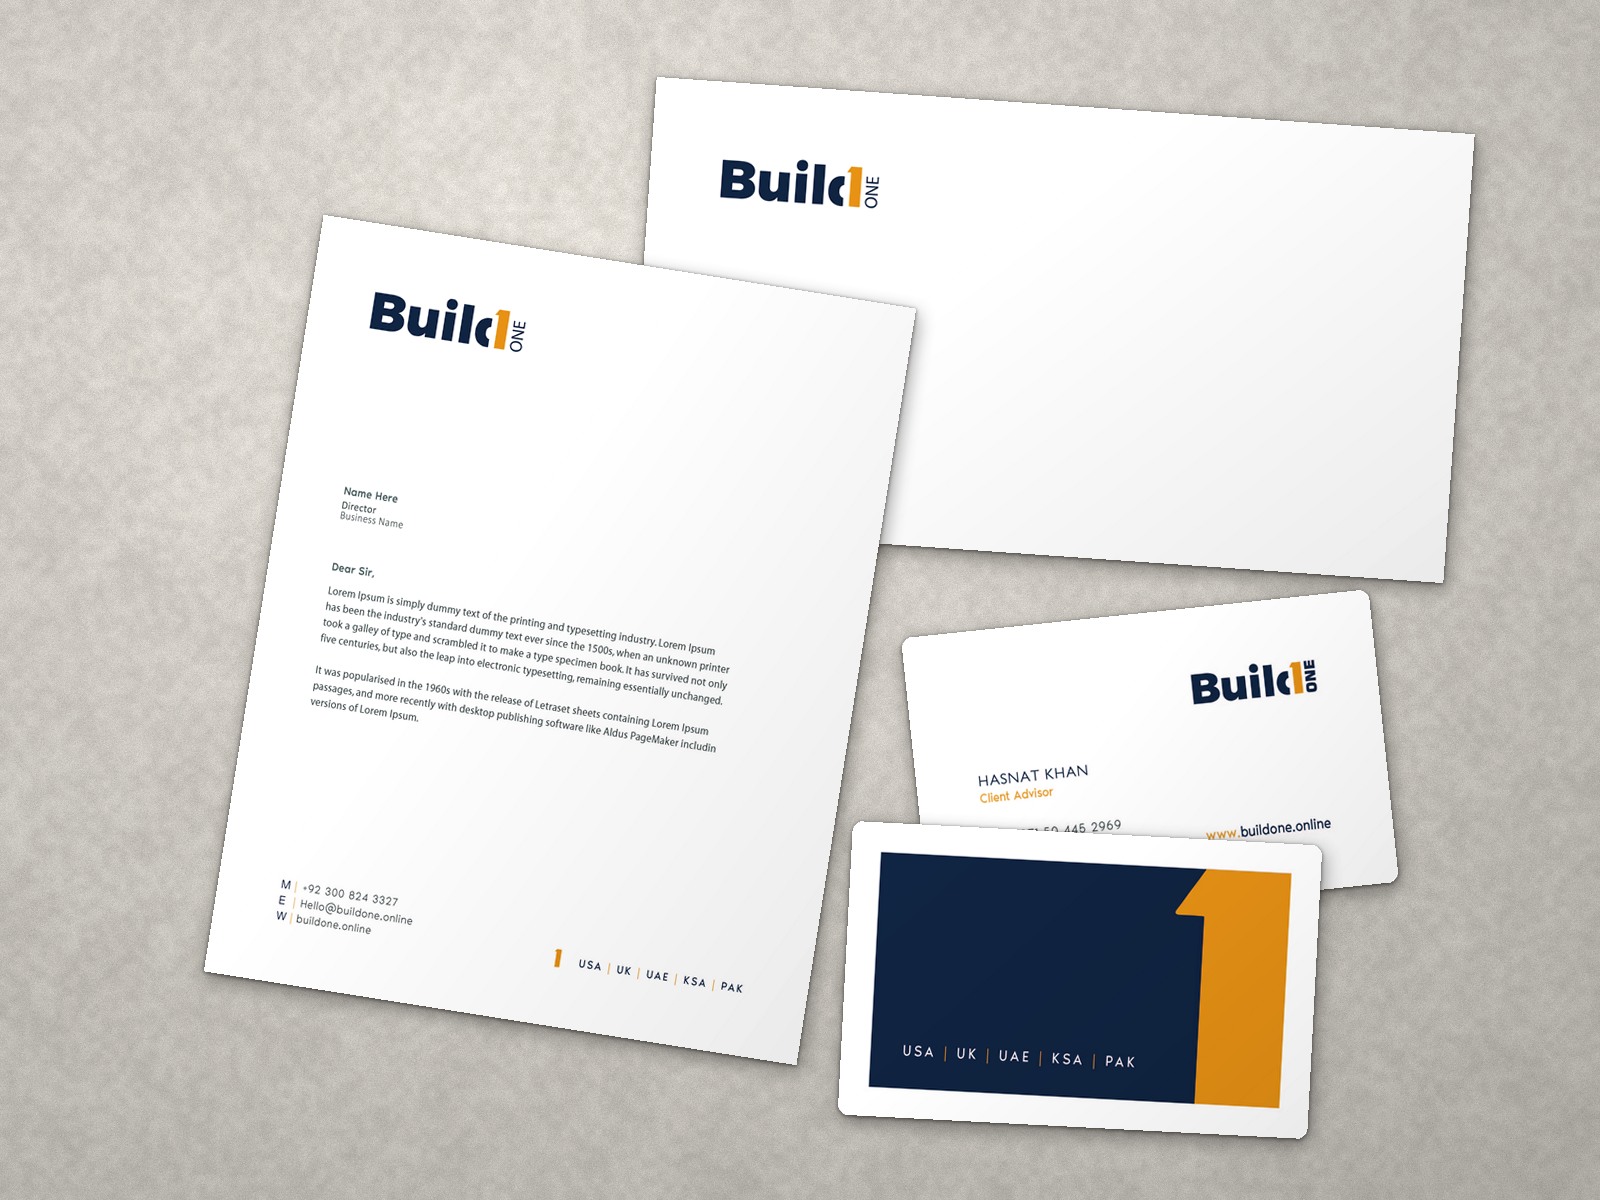 Build1 ONE
Build1 ONE
Name Here
Director
Business Name
Dear Sir,
Lorem Ipsum is simply dummy text of the printing and typesetting industry. Lorem Ipsum
has been the industry's standard dummy text ever since the 1500s, when an unknown printer
took a galley of type and scrambled it to make a type specimen book. It has survived not only
five centuries, but also the leap into electronic typesetting, remaining essentially unchanged.
It was popularised in the 1960s with the release of Letraset sheets containing Lorem Ipsum
passages, and more recently with desktop publishing software like Aldus PageMaker includin
versions of Lorem Ipsum.
M | +92 300 824 3327
E | Hello@buildone.online
W | buildone.online
1 USA | UK | UAE | KSA | PAK
Build1 ONE
HASNAT KHAN
Client Advisor
50 445 2969
www.buildone.online
1
USA | UK | UAE | KSA | PAK